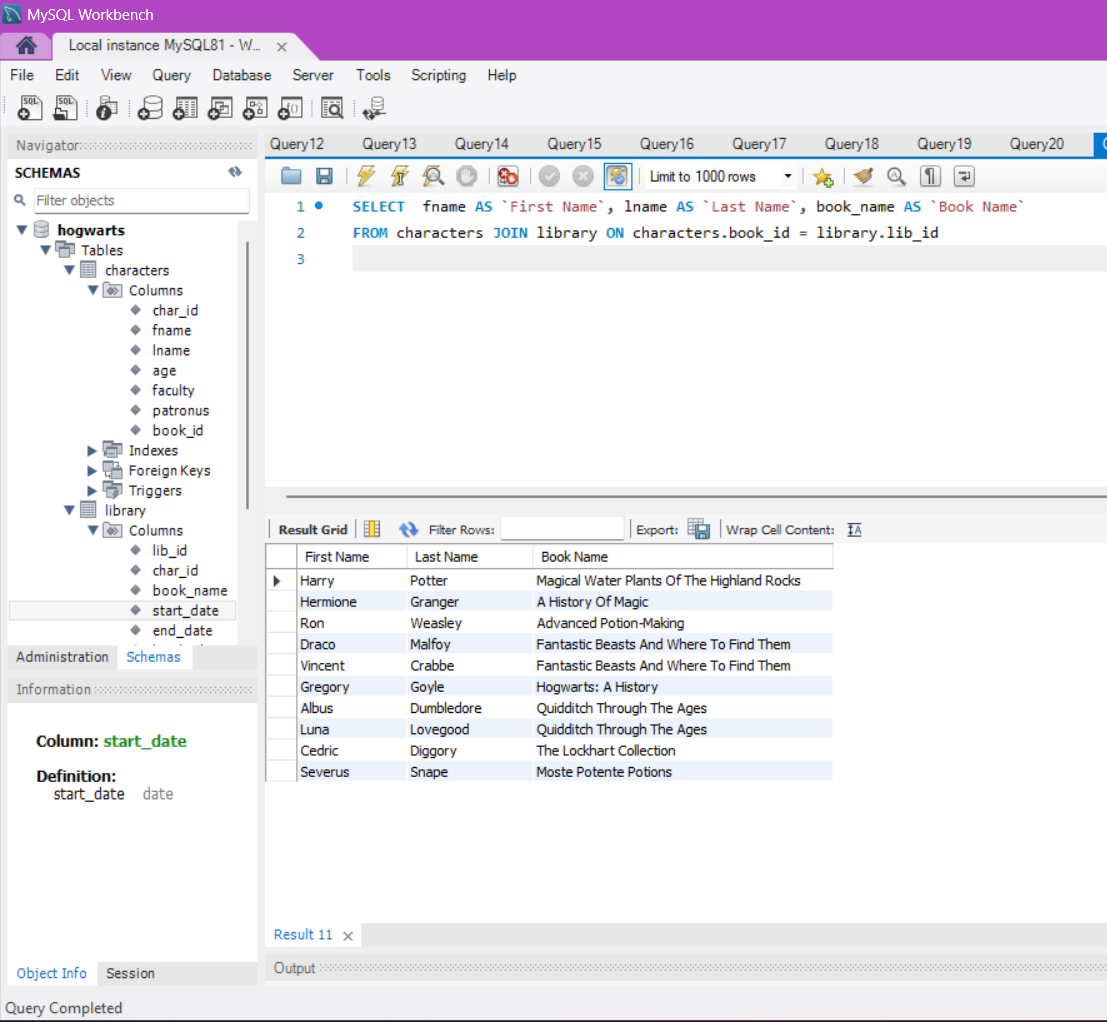 MySQL Workbench
Local instance MySQL81 - W...
File Edit View Query Database Server Tools Scripting Help
Navigator
SCHEMAS
Filter objects
hogwarts
Tables
characters
Columns
char_id
fname
lname
age
faculty
patronus
book_id
Indexes
Foreign Keys
Triggers
library
Columns
lib_id
char_id
book_name
start_date
end_date
Administration Schemas
Information
Column: start_date
Definition:
start_date date
Object Info Session
Query12 Query13 Query14 Query15 Query16 Query17 Query18 Query19 Query20
Limit to 1000 rows
1 SELECT fname AS `First Name`, lname AS `Last Name`, book_name AS `Book Name`
2 FROM characters JOIN library ON characters.book_id = library.lib_id
3
Result Grid Filter Rows: Export: Wrap Cell Content:
First Name Last Name Book Name
Harry Potter Magical Water Plants Of The Highland Rocks
Hermione Granger A History Of Magic
Ron Weasley Advanced Potion-Making
Draco Malfoy Fantastic Beasts And Where To Find Them
Vincent Crabbe Fantastic Beasts And Where To Find Them
Gregory Goyle Hogwarts: A History
Albus Dumbledore Quidditch Through The Ages
Luna Lovegood Quidditch Through The Ages
Cedric Diggory The Lockhart Collection
Severus Snape Moste Potente Potions
Result 11
Output
Query Completed